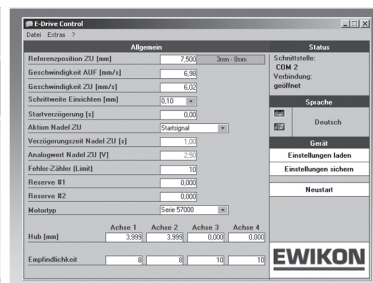 E-Drive Control
Datei Extras ?
Allgemein
Referenzposition ZU [mm] 7,500 3mm - 8mm
Geschwindigkeit AUF [mm/s] 6,98
Geschwindigkeit ZU [mm/s] 6,02
Schrittweite Einrichten [mm] 0,10
Startverzögerung [s] 0,00
Aktion Nadel ZU Startsignal
Verzögerungszeit Nadel ZU [s] 1,00
Analogwert Nadel ZU [V] 2,50
Fehler-Zähler [Limit] 10
Reserve #1 0,000
Reserve #2 0,000
Motortyp Serie 57000
Achse 1 Achse 2 Achse 3 Achse 4
Hub [mm] 3,999 3,999 0,000 0,000
Empfindlichkeit 8 8 10 10
Status
Schnittstelle:
COM 2
Verbindung:
geöffnet
Sprache
Deutsch
Gerät
Einstellungen laden
Einstellungen sichern
Neustart
EWIKON